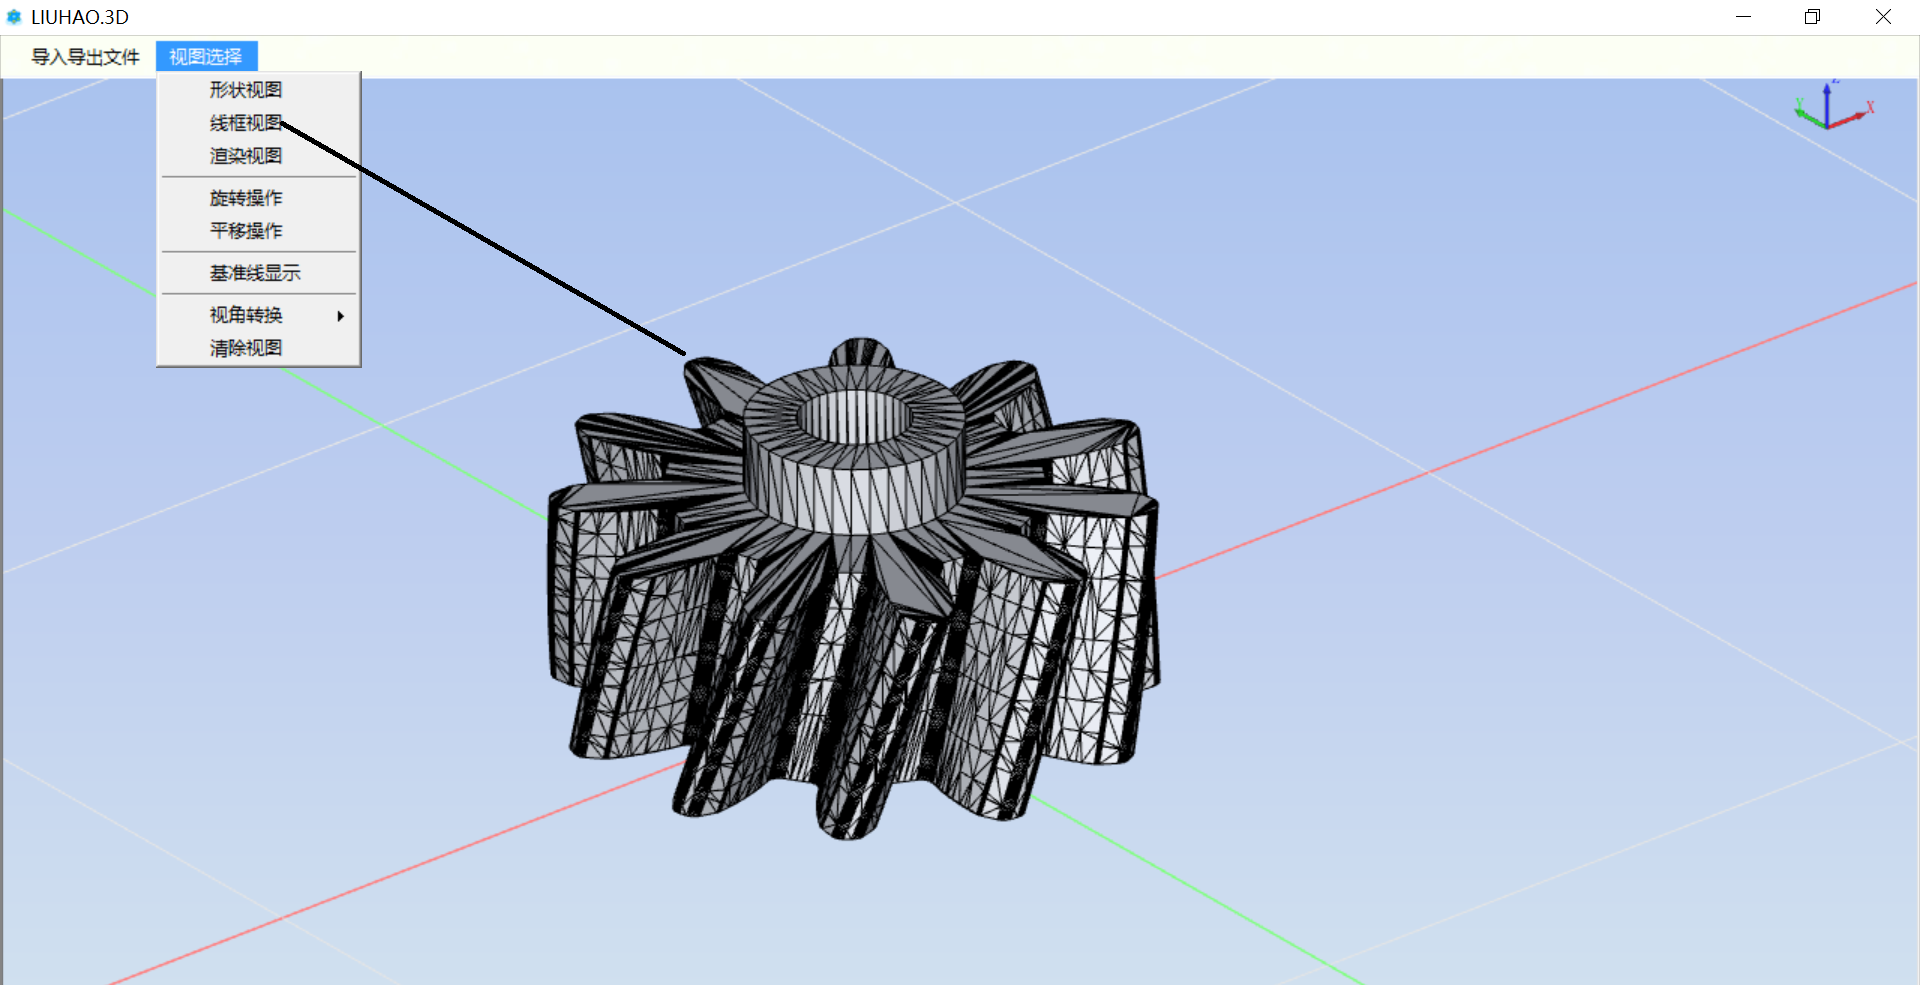 LIUHAO.3D
导入导出文件 视图选择
形状视图
线框视图
渲染视图
旋转操作
平移操作
基准线显示
视角转换
清除视图
Z
Y
X